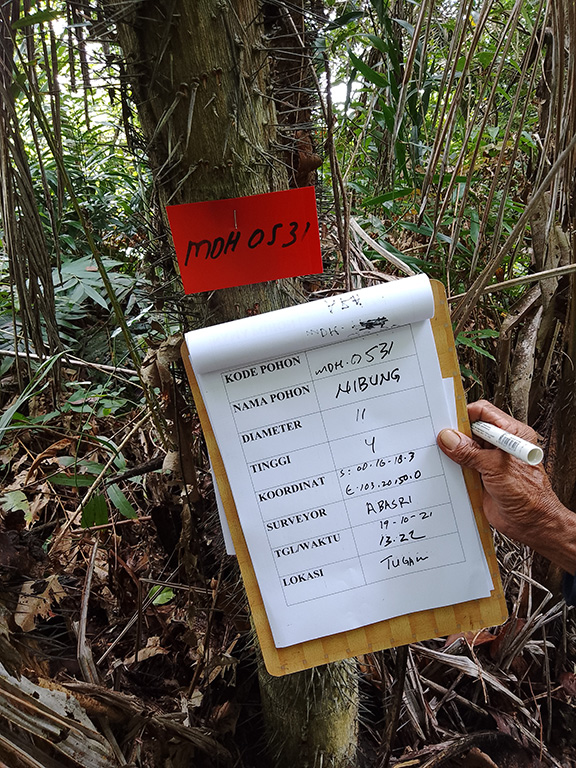 MDH 0531
KODE POHON MDH.0531
NAMA POHON NIBUNG
DIAMETER 11
TINGGI 4
KOORDINAT S: 00.16.18.3
E: 103.20.150.0
SURVEYOR ABASRI
TGL/WAKTU 19-10-21
13.22
LOKASI